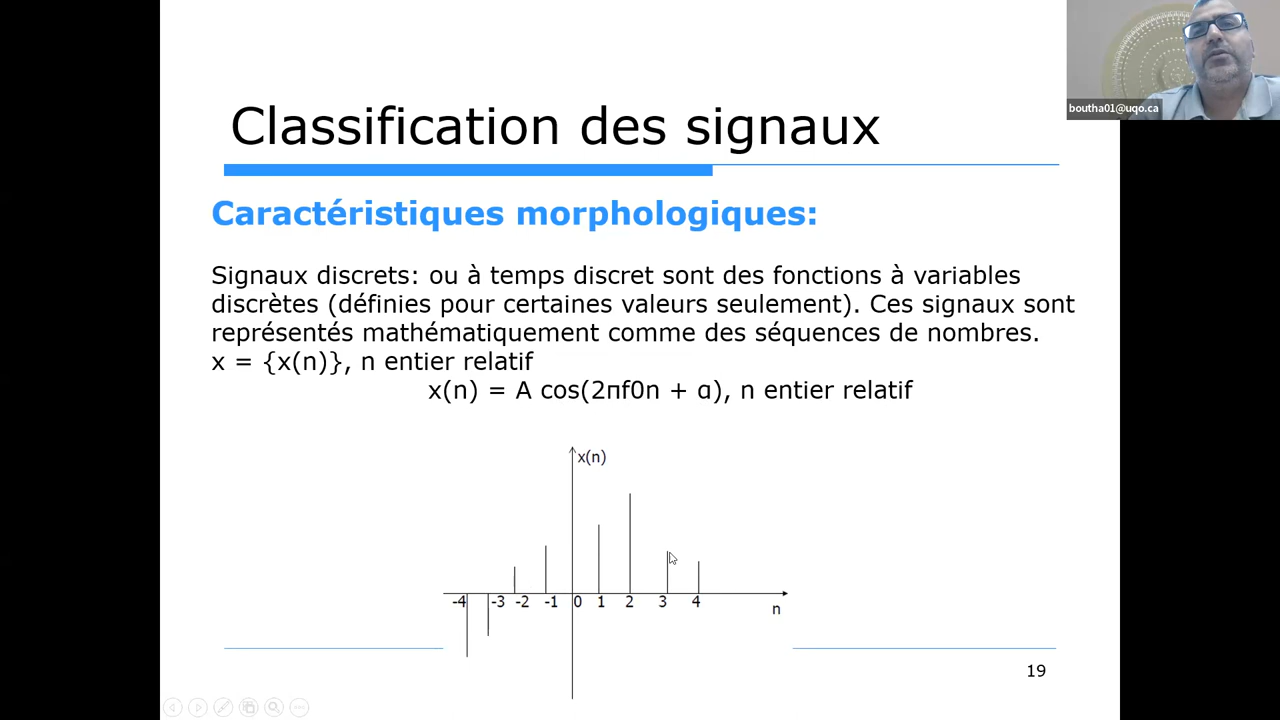 boutha01@uqo.ca
Classification des signaux
Caractéristiques morphologiques:
Signaux discrets: ou à temps discret sont des fonctions à variables
discrètes (définies pour certaines valeurs seulement). Ces signaux sont
représentés mathématiquement comme des séquences de nombres.
x = {x(n)}, n entier relatif
x(n) = A cos(2πf0n + α), n entier relatif
x(n)
-4 -3 -2 -1 0 1 2 3 4
n
19